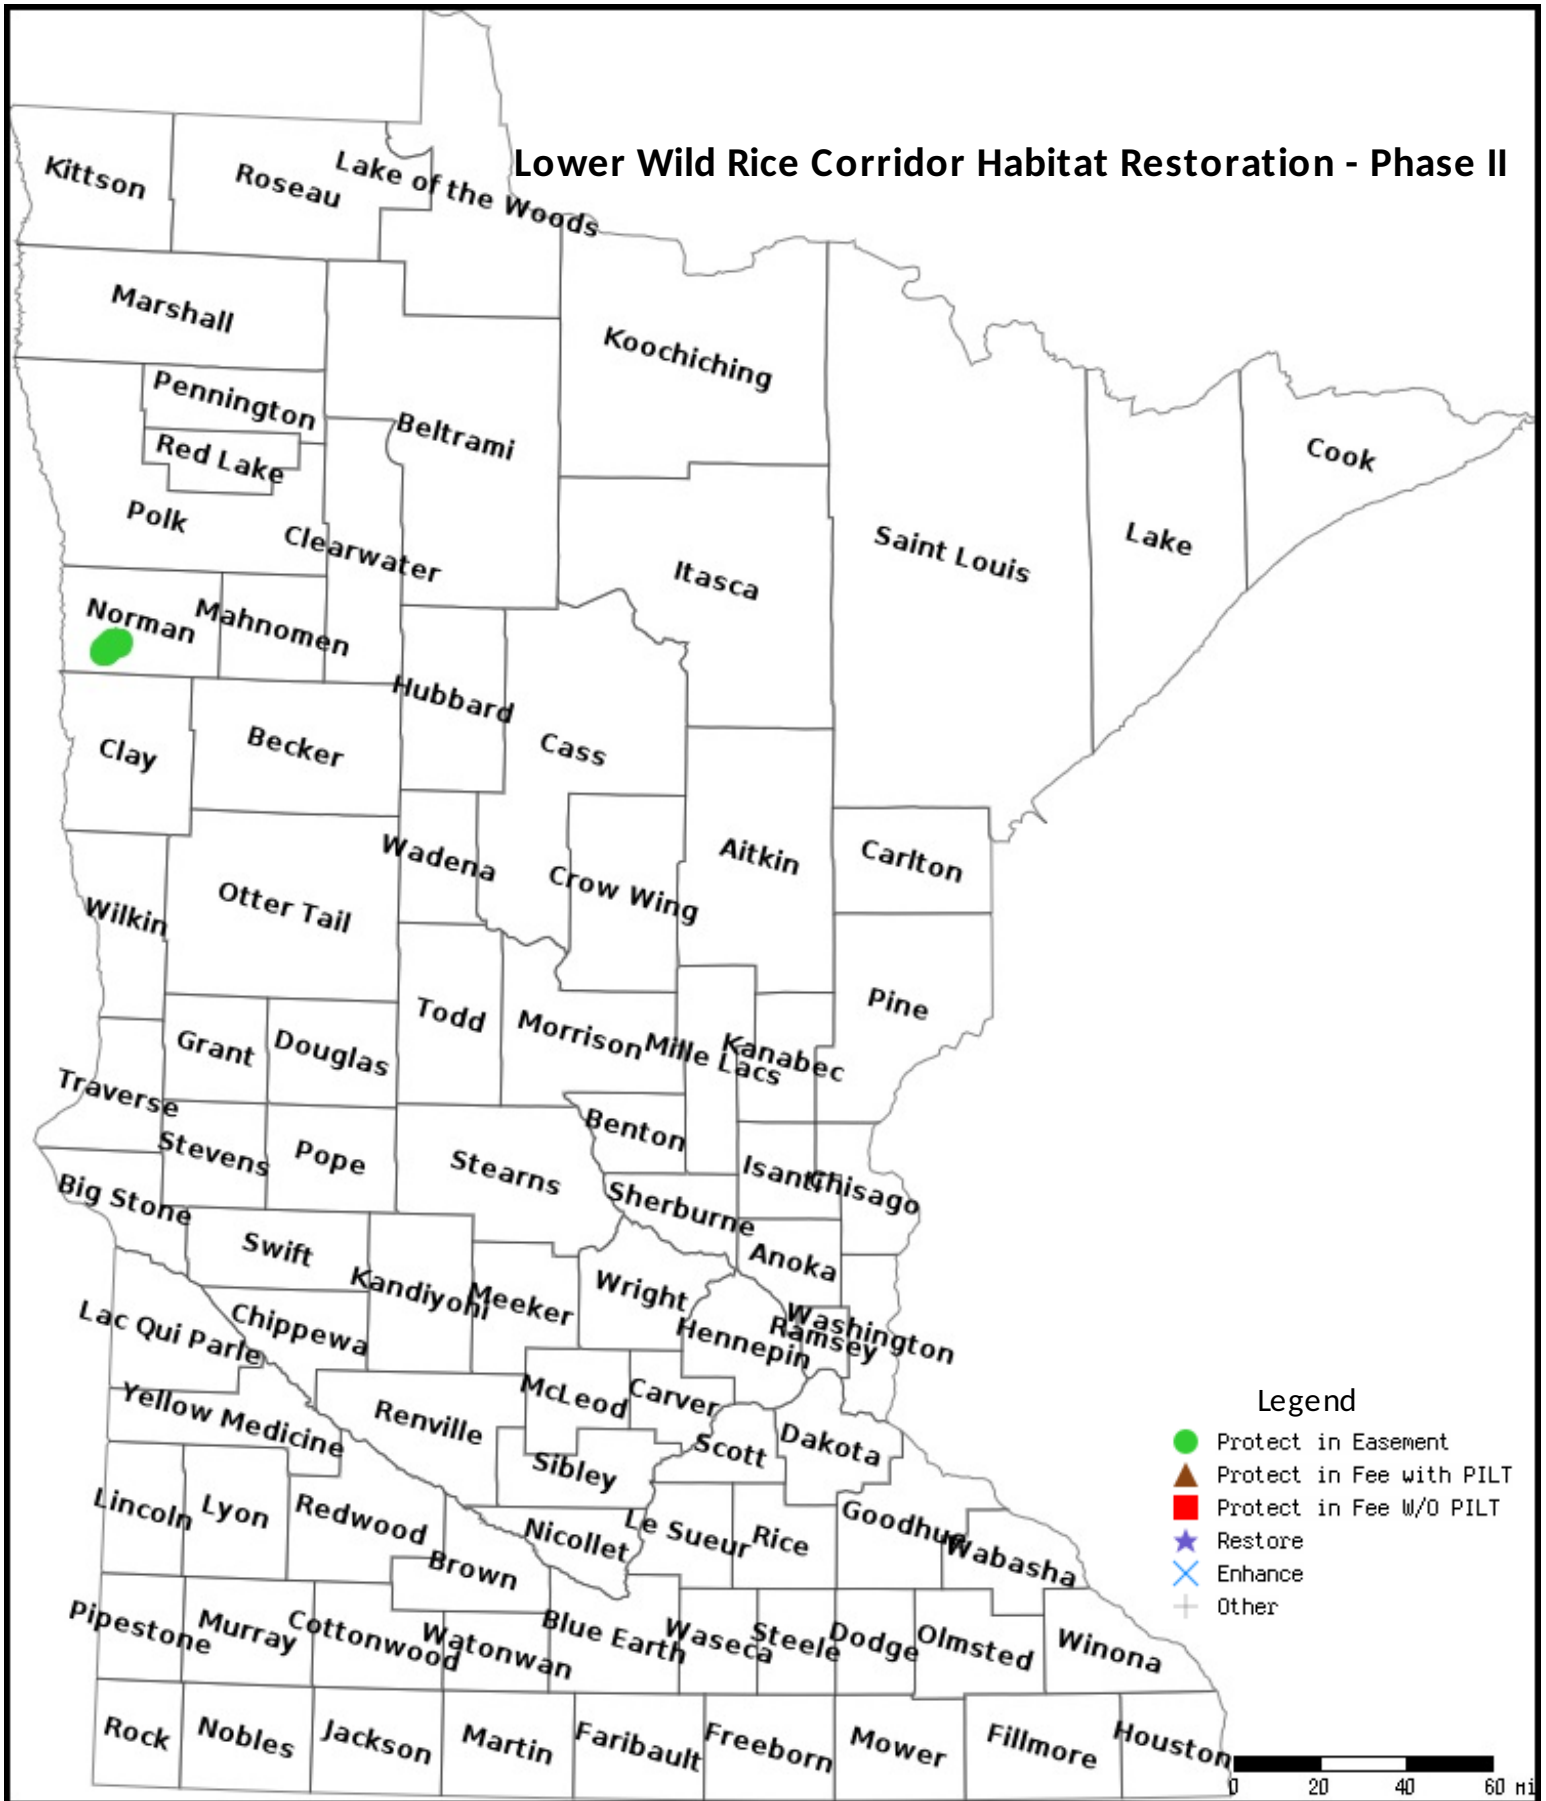 Lower Wild Rice Corridor Habitat Restoration - Phase II
Kittson
Roseau
Lake of the Woods
Marshall
Koochiching
Pennington
Beltrami
Red Lake
Cook
Polk
Clearwater
Saint Louis
Lake
Itasca
Norman
Mahnomen
Hubbard
Clay
Becker
Cass
Wadena
Aitkin
Carlton
Crow Wing
Wilkin
Otter Tail
Pine
Todd
Morrison
Mille Lacs
Kanabec
Grant
Douglas
Traverse
Benton
Stevens
Pope
Stearns
Isanti
Chisago
Big Stone
Sherburne
Swift
Anoka
Kandiyohi
Meeker
Wright
Lac Qui Parle
Chippewa
Hennepin
Ramsey
Washington
McLeod
Carver
Yellow Medicine
Renville
Scott
Dakota
Sibley
Lincoln
Lyon
Redwood
Nicollet
Le Sueur
Rice
Goodhue
Wabasha
Brown
Pipestone
Murray
Cottonwood
Watonwan
Blue Earth
Waseca
Steele
Dodge
Olmsted
Winona
Rock
Nobles
Jackson
Martin
Faribault
Freeborn
Mower
Fillmore
Houston
Legend
Protect in Easement
Protect in Fee with PILT
Protect in Fee W/O PILT
Restore
Enhance
Other
0 20 40 60 mi